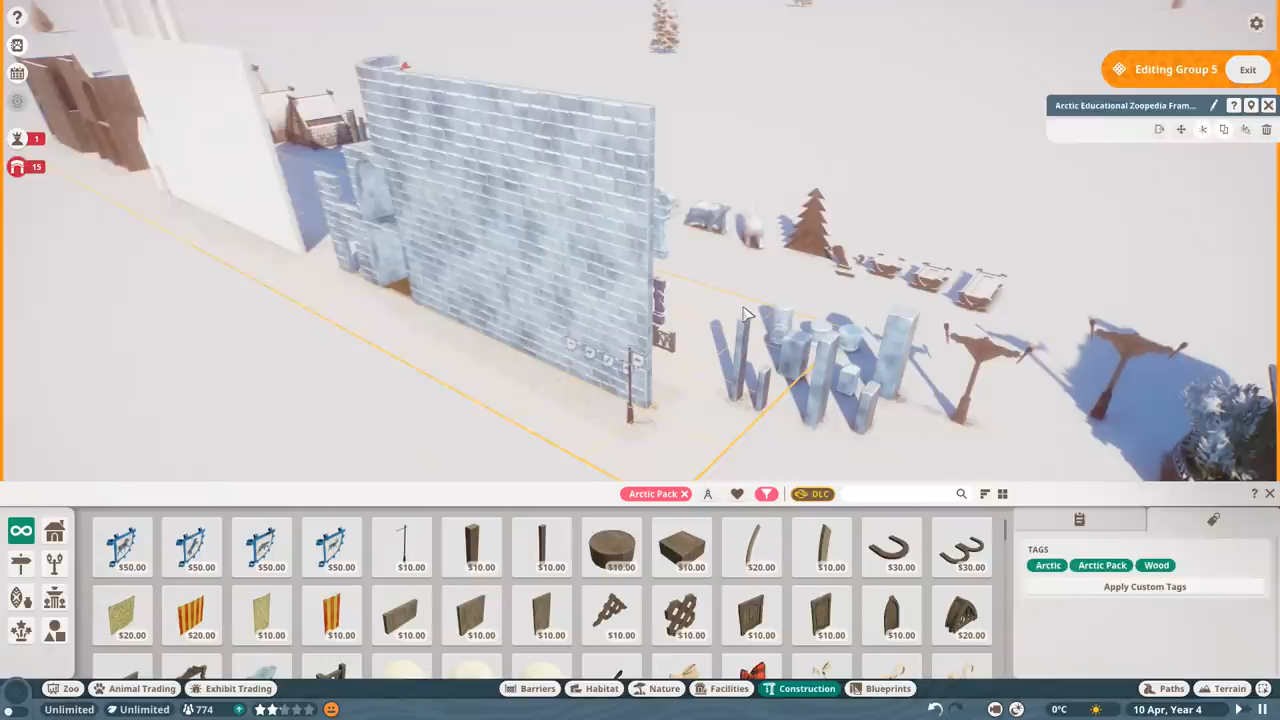 ?
Editing Group 5
Exit
Arctic Educational Zoopedia Fram...
?
1
15
Arctic Pack
DLC
?
$50.00
$50.00
$50.00
$50.00
$10.00
$10.00
$10.00
$10.00
$10.00
$20.00
$10.00
$30.00
$30.00
TAGS
Arctic
Arctic Pack
Wood
Apply Custom Tags
$20.00
$20.00
$10.00
$10.00
$10.00
$10.00
$10.00
$10.00
$10.00
$10.00
$10.00
$10.00
$20.00
Zoo
Animal Trading
Exhibit Trading
Barriers
Habitat
Nature
Facilities
Construction
Blueprints
Paths
Terrain
Unlimited
Unlimited
774
0°C
10 Apr, Year 4